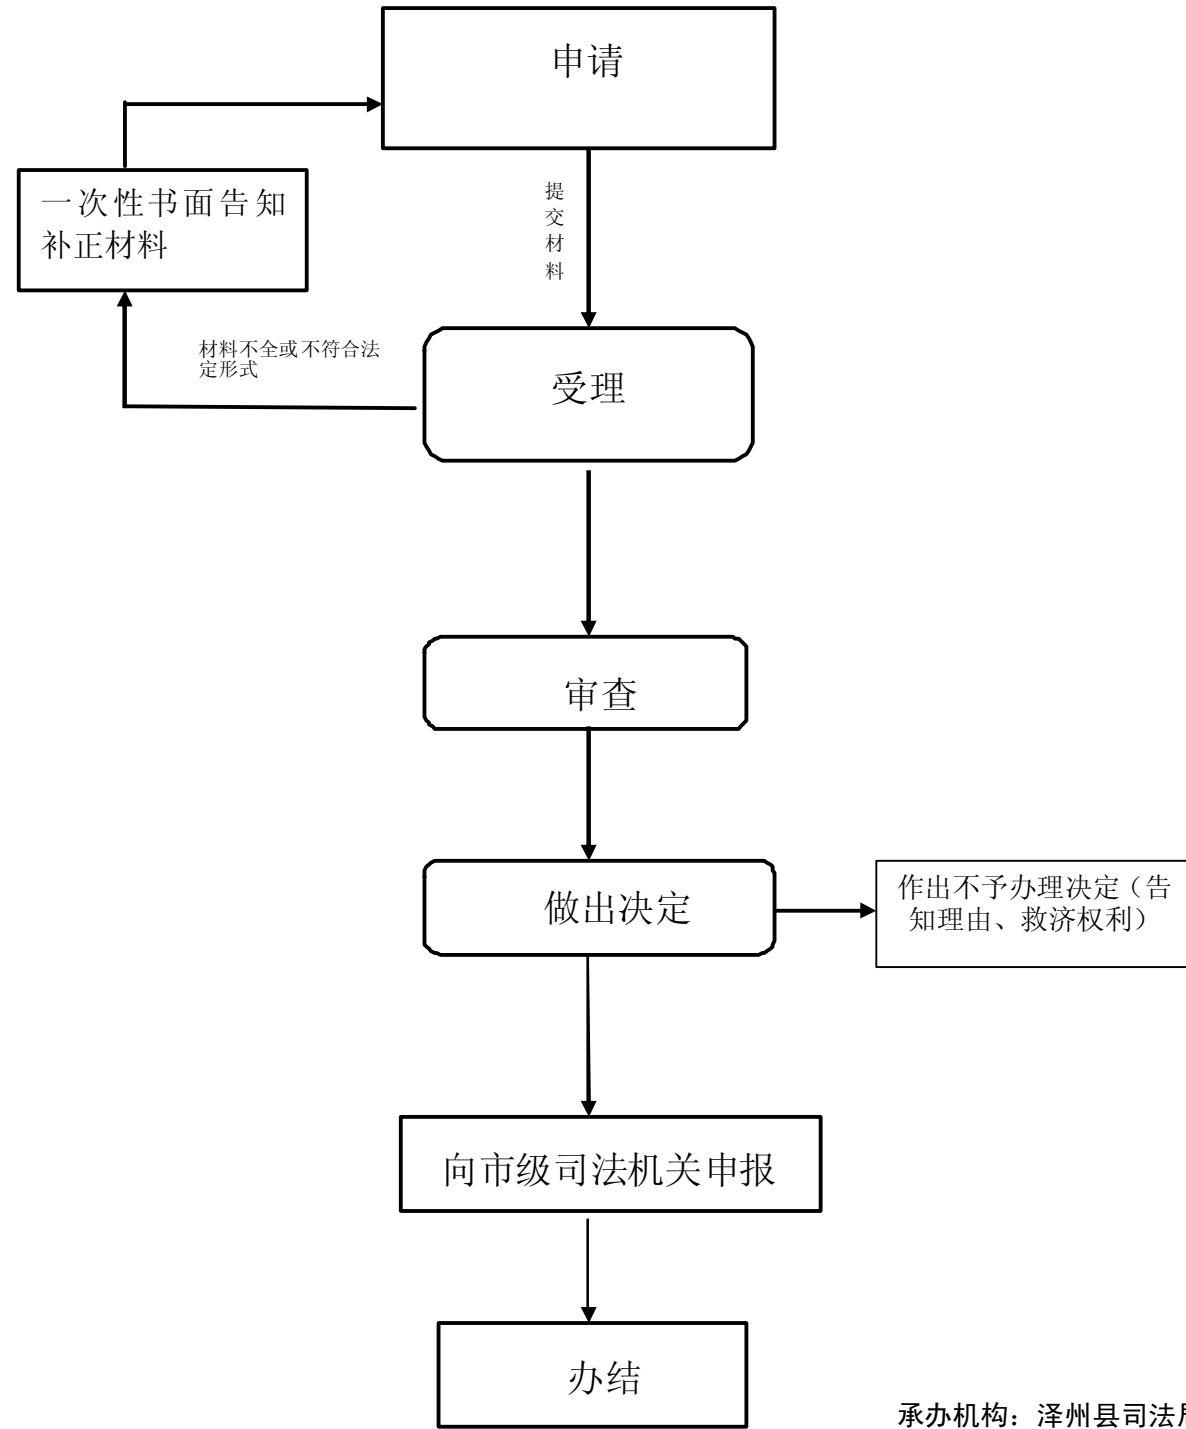 申请
一次性书面告知
补正材料
提
交
材
料
材料不全或不符合法
定形式
受理
审查
做出决定
作出不予办理决定（告
知理由、救济权利）
向市级司法机关申报
办结
承办机构：泽州县司法局